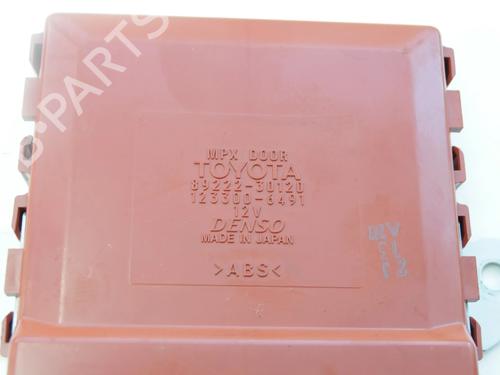 MPX DOOR
TOYOTA
89222-30120
123300-6491
12V
DENSO
MADE IN JAPAN
>ABS<
B-PARTS